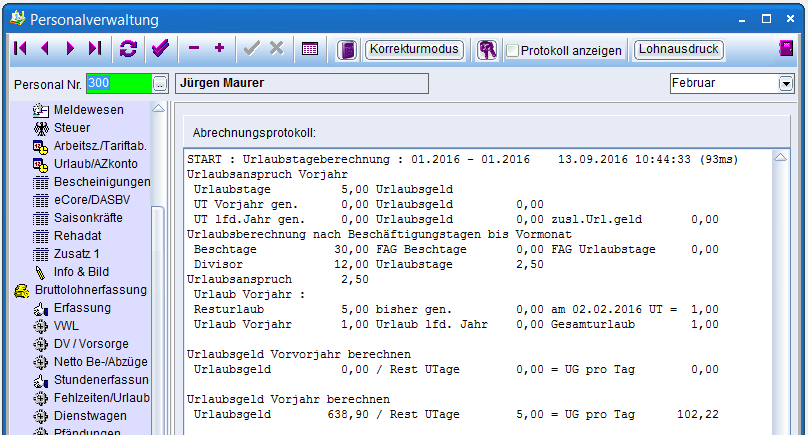 Personalverwaltung
Korrekturmodus Protokoll anzeigen Lohnausdruck
Personal Nr. 300 ... Jürgen Maurer Februar
Meldewesen
Steuer
Arbeitsz./Tariftab.
Urlaub/AZkonto
Bescheinigungen
eCore/DASBV
Saisonkräfte
Rehadat
Zusatz 1
Info & Bild
Bruttolohnerfassung
Erfassung
VWL
DV / Vorsorge
Netto Be-/Abzüge
Stundenerfassun
Fehlzeiten/Urlaub
Dienstwagen
Pfändungen
Abrechnungsprotokoll:
START : Urlaubstageberechnung : 01.2016 - 01.2016 13.09.2016 10:44:33 (93ms)
Urlaubsanspruch Vorjahr
Urlaubstage 5,00 Urlaubsgeld
UT Vorjahr gen. 0,00 Urlaubsgeld 0,00
UT lfd.Jahr gen. 0,00 Urlaubsgeld 0,00 zusl.Url.geld 0,00
Urlaubsberechnung nach Beschäftigungstagen bis Vormonat
Beschtage 30,00 FAG Beschtage 0,00 FAG Urlaubstage 0,00
Divisor 12,00 Urlaubstage 2,50
Urlaubsanspruch 2,50
Urlaub Vorjahr :
Resturlaub 5,00 bisher gen. 0,00 am 02.02.2016 UT = 1,00
Urlaub Vorjahr 1,00 Urlaub lfd. Jahr 0,00 Gesamturlaub 1,00
Urlaubsgeld Vorvorjahr berechnen
Urlaubsgeld 0,00 / Rest UTage 0,00 = UG pro Tag 0,00
Urlaubsgeld Vorjahr berechnen
Urlaubsgeld 638,90 / Rest UTage 5,00 = UG pro Tag 102,22